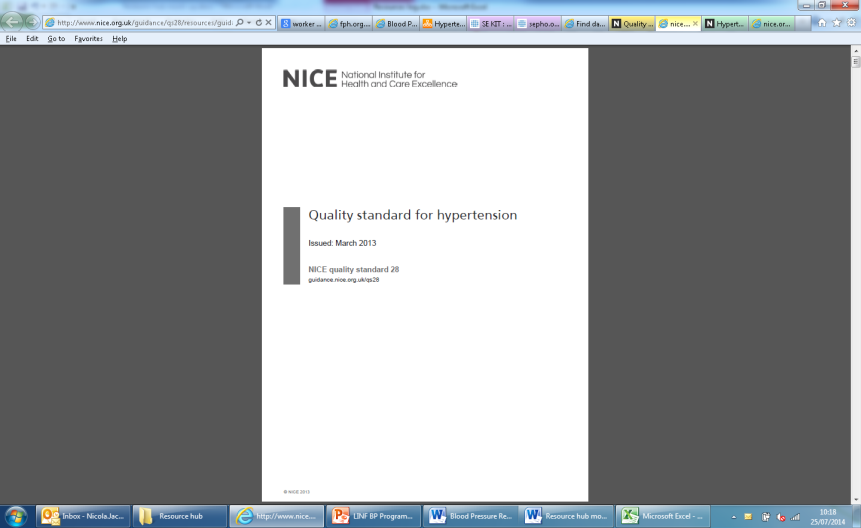 http://www.nice.org.uk/guidance/qs28/resources/guid
worker ...
fph.org....
Blood P...
Hyperte...
SE KIT : ...
sepho.o...
Find da...
Quality ...
nice....
Hypert...
nice.or...
File Edit Go to Favorites Help
NICE National Institute for
Health and Care Excellence
Quality standard for hypertension
Issued: March 2013
NICE quality standard 28
guidance.nice.org.uk/qs28
© NICE 2013
Inbox - NicolaJac...
Resource hub
http://www.nice....
LINF BP Program...
Blood Pressure Re...
Resource hub mo...
Microsoft Excel - ...
10:18
25/07/2014